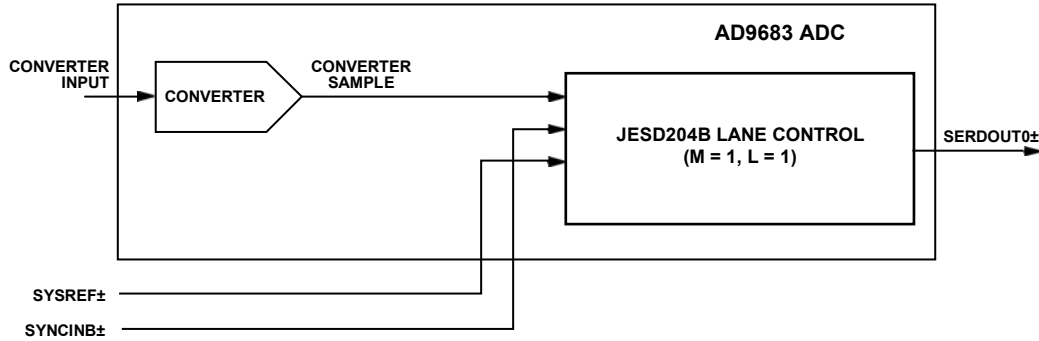 AD9683 ADC
CONVERTER
INPUT
CONVERTER
CONVERTER
SAMPLE
JESD204B LANE CONTROL
(M = 1, L = 1)
SERDOUT0±
SYSREF±
SYNCINB±